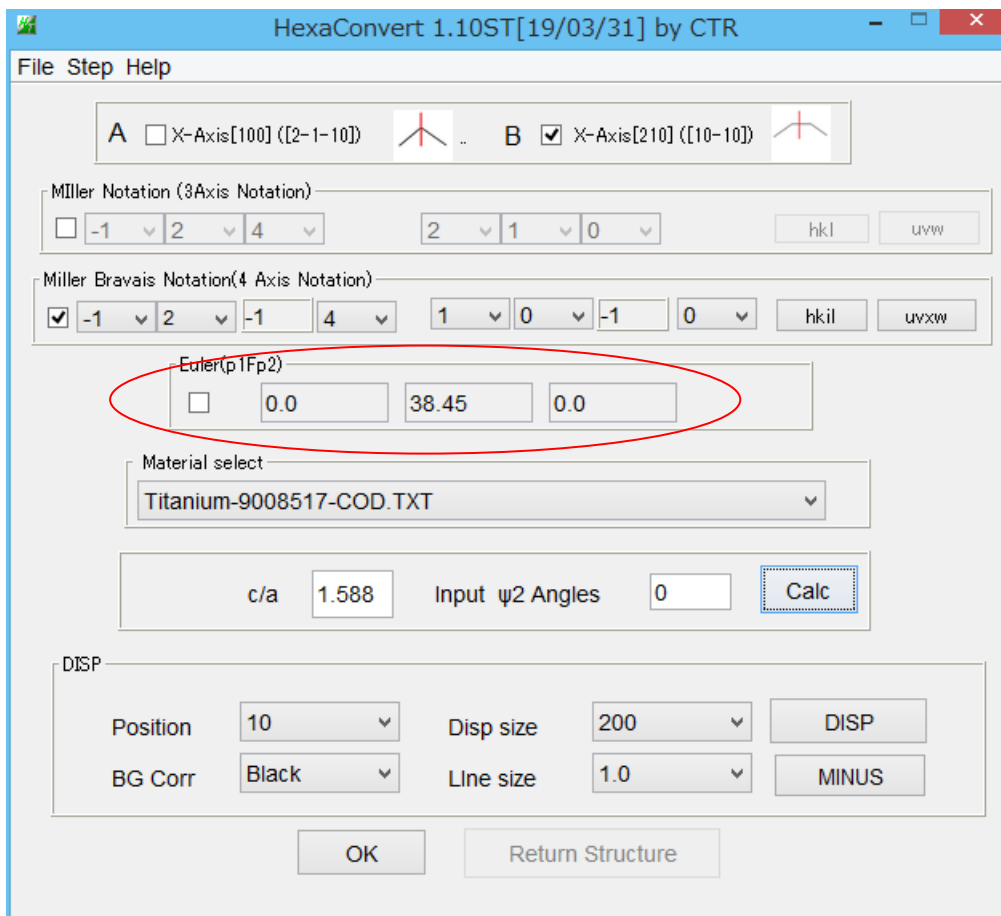 HexaConvert 1.10ST[19/03/31] by CTR
File Step Help
A X-Axis[100] ([2-1-10]) .. B X-Axis[210] ([10-10])
MIller Notation (3Axis Notation)
-1 2 4 2 1 0 hkl uvw
Miller Bravais Notation(4 Axis Notation)
-1 2 -1 4 1 0 -1 0 hkil uvxw
Euler(p1Fp2)
0.0 38.45 0.0
Material select
Titanium-9008517-COD.TXT
c/a 1.588 Input ψ2 Angles 0 Calc
DISP
Position 10 Disp size 200 DISP
BG Corr Black LIne size 1.0 MINUS
OK Return Structure